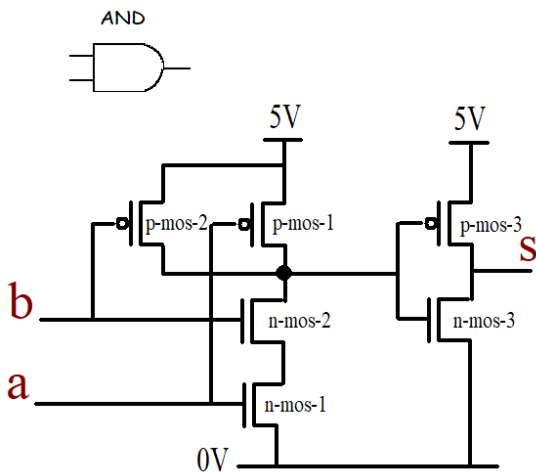 AND
5V
5V
p-mos-2
p-mos-1
p-mos-3
s
b
n-mos-2
n-mos-3
a
n-mos-1
0V